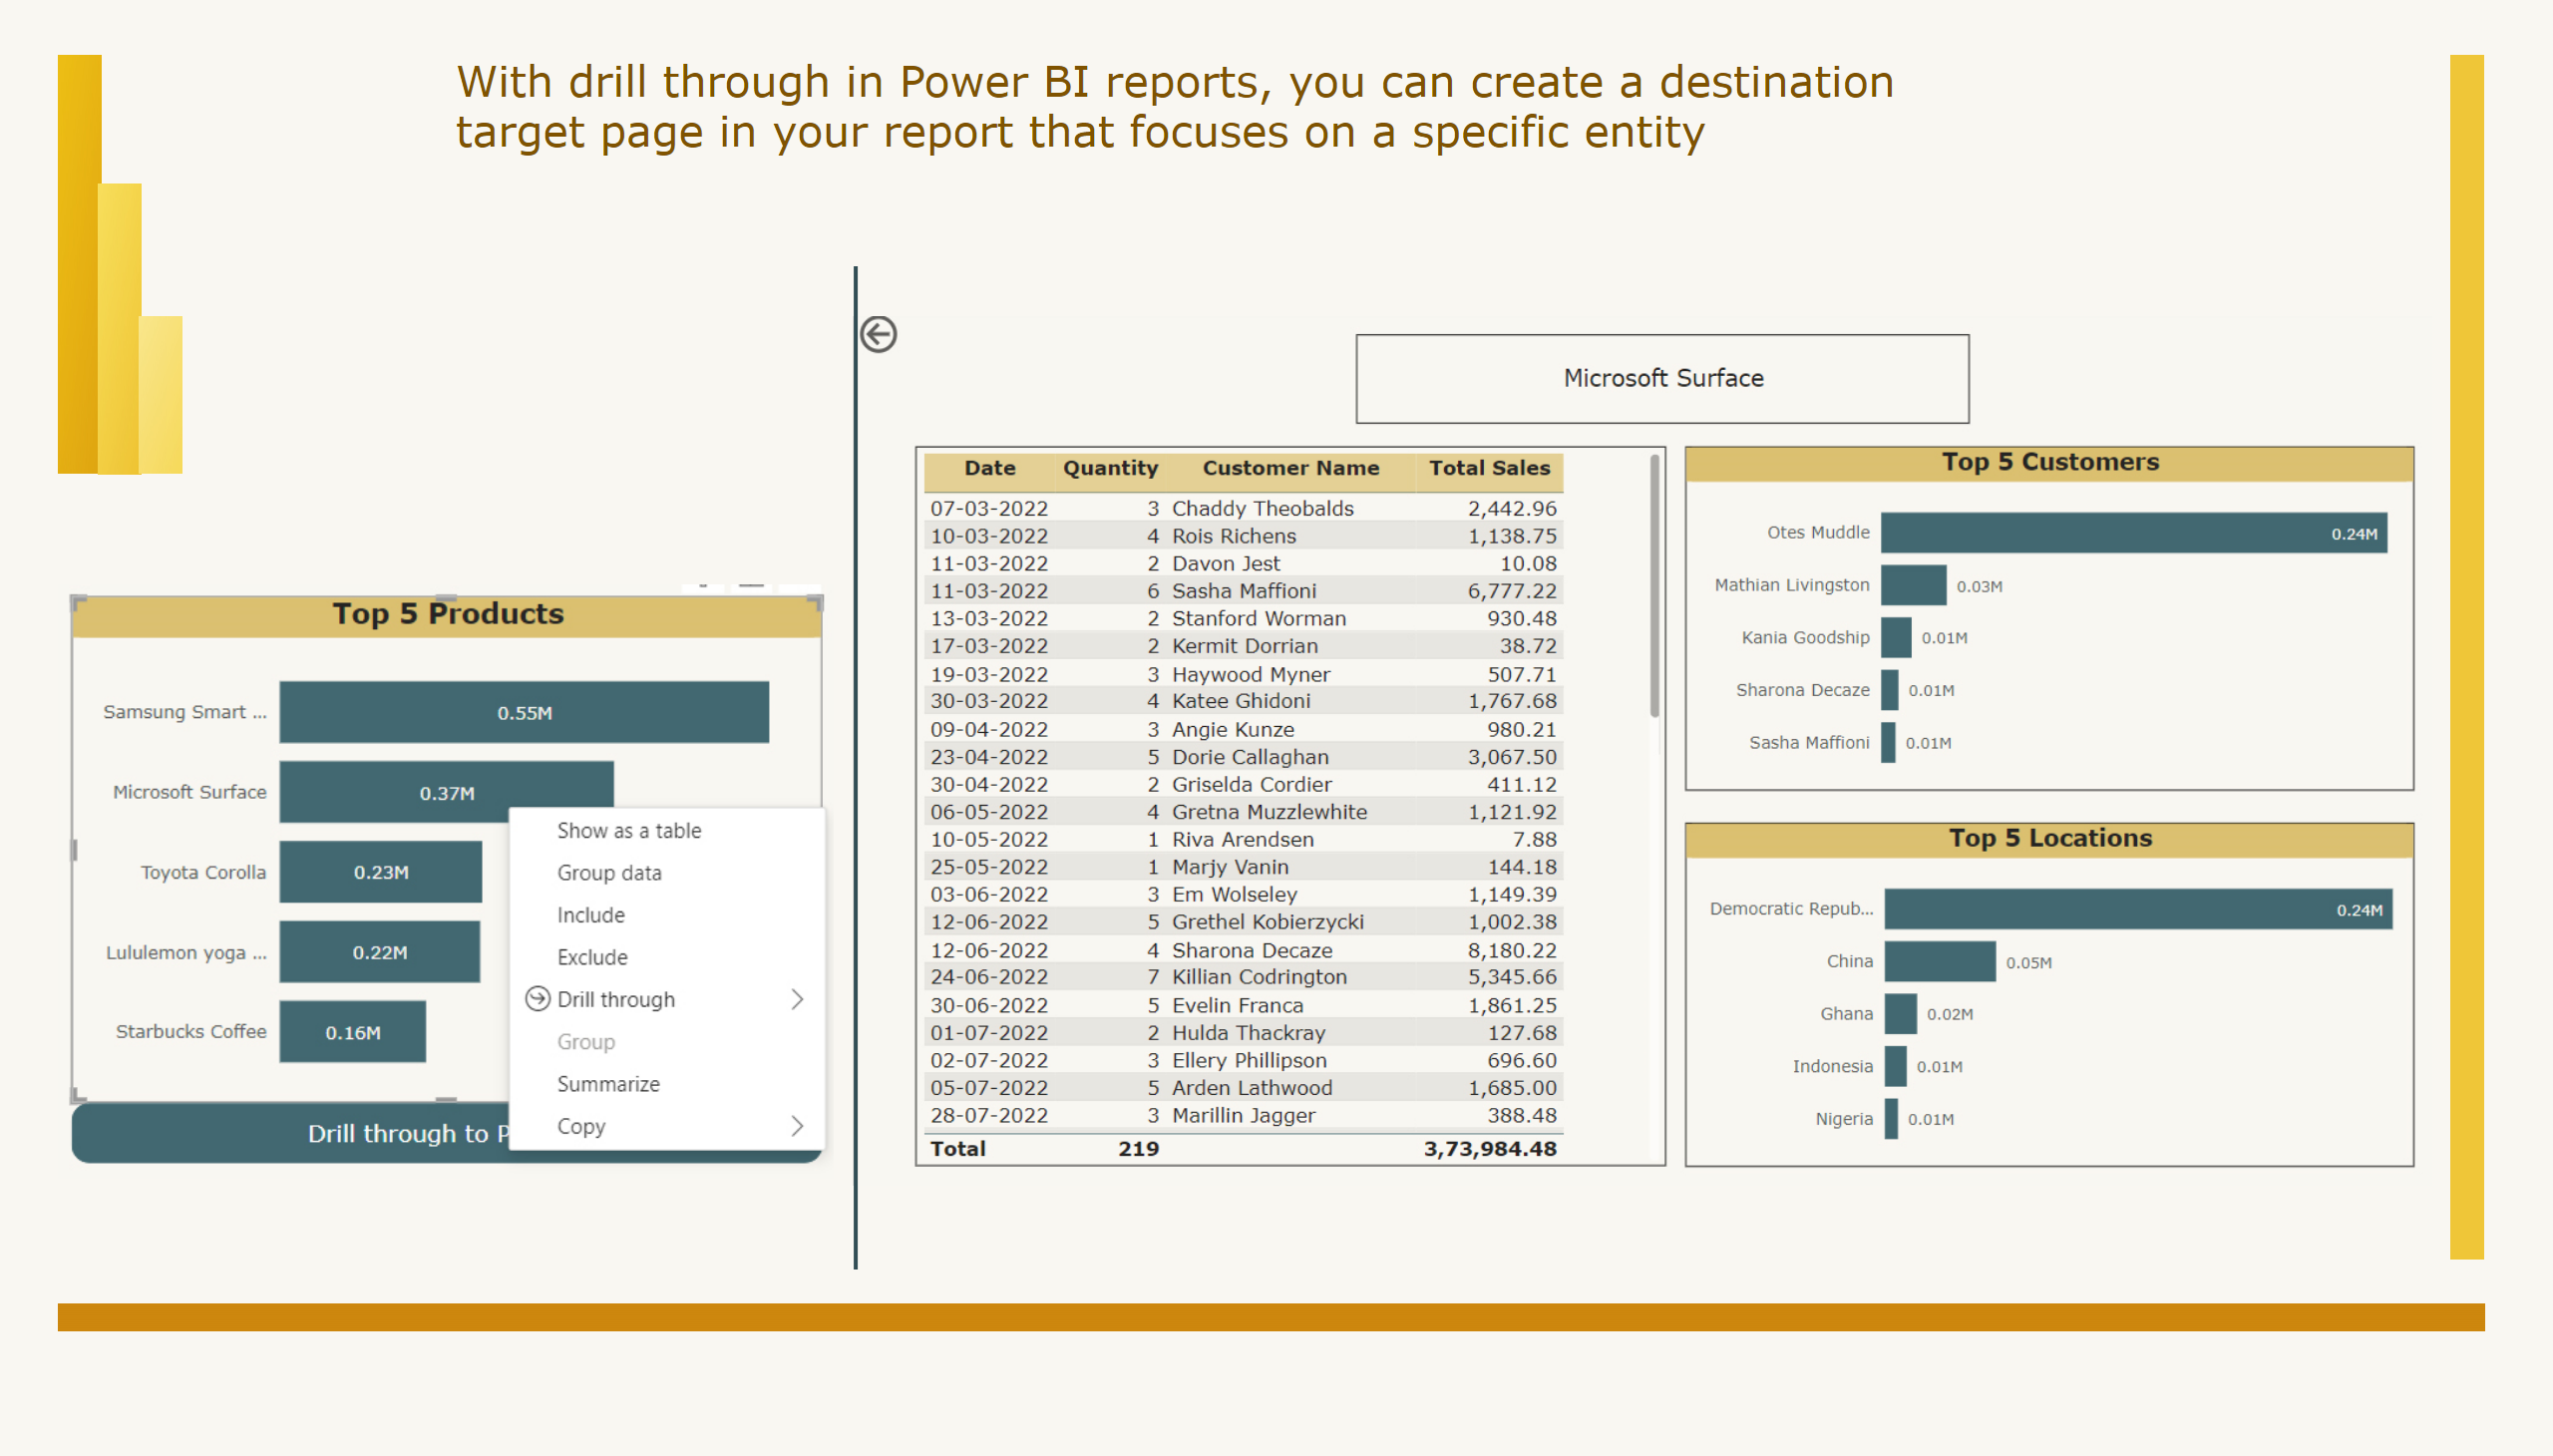 With drill through in Power BI reports, you can create a destination
target page in your report that focuses on a specific entity
Top 5 Products
Samsung Smart ... 0.55M
Microsoft Surface 0.37M
Toyota Corolla 0.23M
Lululemon yoga ... 0.22M
Starbucks Coffee 0.16M
Drill through to P
Show as a table
Group data
Include
Exclude
Drill through
Group
Summarize
Copy
Microsoft Surface
Date Quantity Customer Name Total Sales
07-03-2022 3 Chaddy Theobalds 2,442.96
10-03-2022 4 Rois Richens 1,138.75
11-03-2022 2 Davon Jest 10.08
11-03-2022 6 Sasha Maffioni 6,777.22
13-03-2022 2 Stanford Worman 930.48
17-03-2022 2 Kermit Dorrian 38.72
19-03-2022 3 Haywood Myner 507.71
30-03-2022 4 Katee Ghidoni 1,767.68
09-04-2022 3 Angie Kunze 980.21
23-04-2022 5 Dorie Callaghan 3,067.50
30-04-2022 2 Griselda Cordier 411.12
06-05-2022 4 Gretna Muzzlewhite 1,121.92
10-05-2022 1 Riva Arendsen 7.88
25-05-2022 1 Marjy Vanin 144.18
03-06-2022 3 Em Wolseley 1,149.39
12-06-2022 5 Grethel Kobierzycki 1,002.38
12-06-2022 4 Sharona Decaze 8,180.22
24-06-2022 7 Killian Codrington 5,345.66
30-06-2022 5 Evelin Franca 1,861.25
01-07-2022 2 Hulda Thackray 127.68
02-07-2022 3 Ellery Phillipson 696.60
05-07-2022 5 Arden Lathwood 1,685.00
28-07-2022 3 Marillin Jagger 388.48
Total 219 3,73,984.48
Top 5 Customers
Otes Muddle 0.24M
Mathian Livingston 0.03M
Kania Goodship 0.01M
Sharona Decaze 0.01M
Sasha Maffioni 0.01M
Top 5 Locations
Democratic Repub... 0.24M
China 0.05M
Ghana 0.02M
Indonesia 0.01M
Nigeria 0.01M